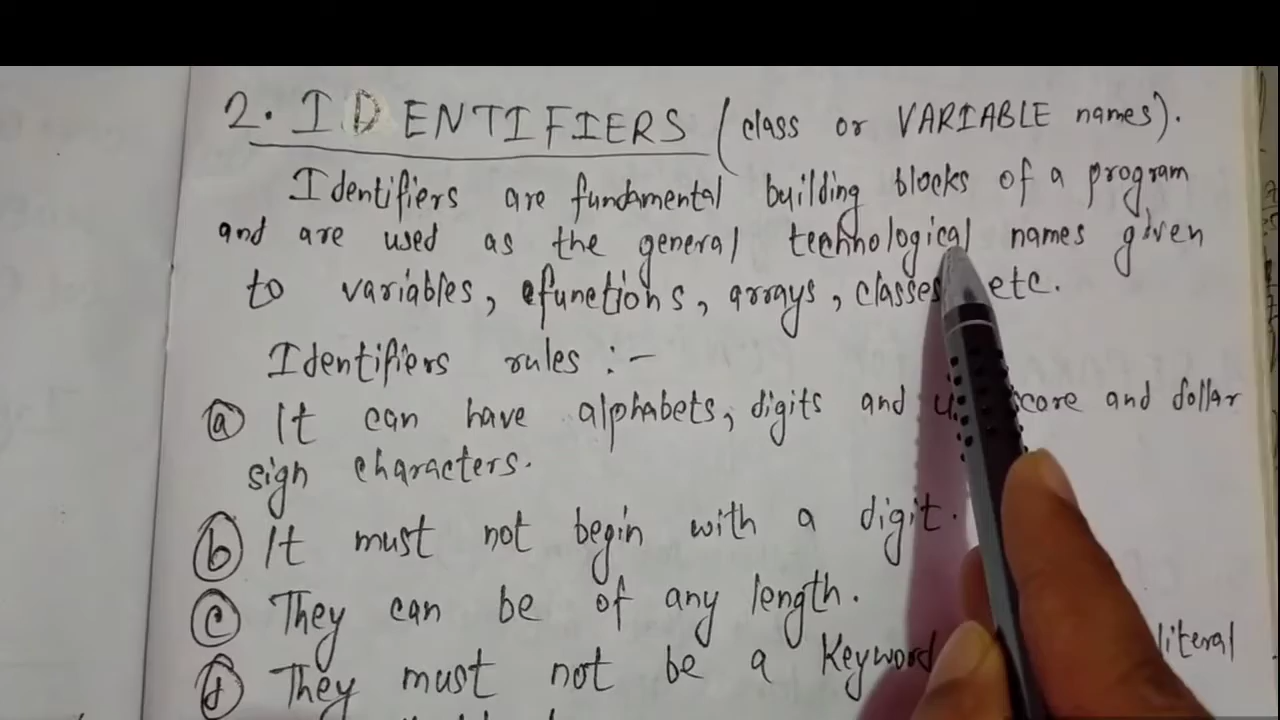 2. IDENTIFIERS (class or VARIABLE names).
Identifiers are fundamental building blocks of a program
and are used as the general technological names given
to variables, functions, arrays, classes etc.
Identifiers rules :-
(a) It can have alphabets, digits and and dollar
sign characters.
(b) It must not begin with a digit.
(c) They can be of any length.
(d) They must not be a Keyword literal